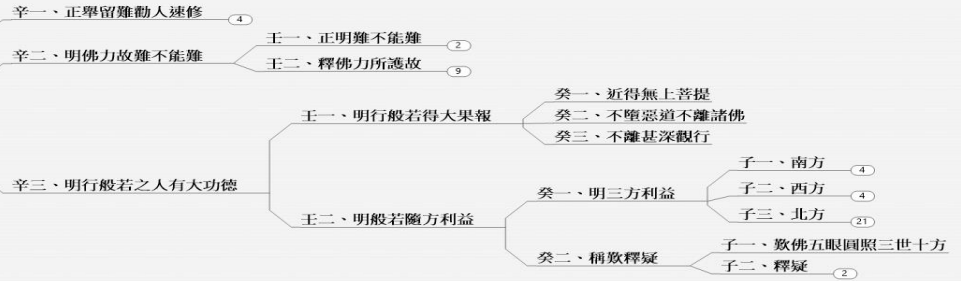 辛一、正舉留難勸人速修
4
辛二、明佛力故難不能難
壬一、正明難不能難
2
壬二、釋佛力所護故
9
辛三、明行般若之人有大功德
壬一、明行般若得大果報
癸一、近得無上菩提
癸二、不墮惡道不離諸佛
癸三、不離甚深觀行
壬二、明般若隨方利益
癸一、明三方利益
子一、南方
4
子二、西方
4
子三、北方
21
癸二、稱歎釋疑
子一、歎佛五眼圓照三世十方
子二、釋疑
2